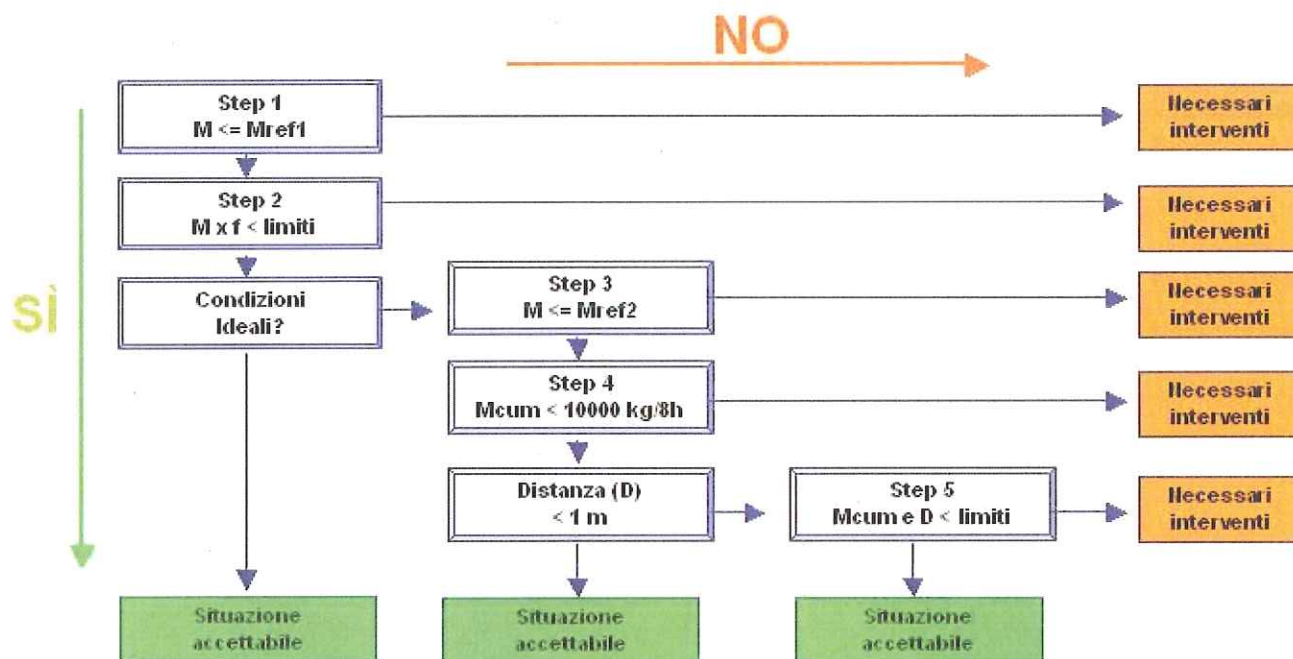 NO
Step 1
M <= Mref1
Necessari
interventi
Step 2
M x f < limiti
Necessari
interventi
SÌ
Condizioni
Ideali?
Step 3
M <= Mref2
Necessari
interventi
Step 4
Mcum < 10000 kg/8h
Necessari
interventi
Distanza (D)
< 1 m
Step 5
Mcum e D < limiti
Necessari
interventi
Situazione
accettabile
Situazione
accettabile
Situazione
accettabile